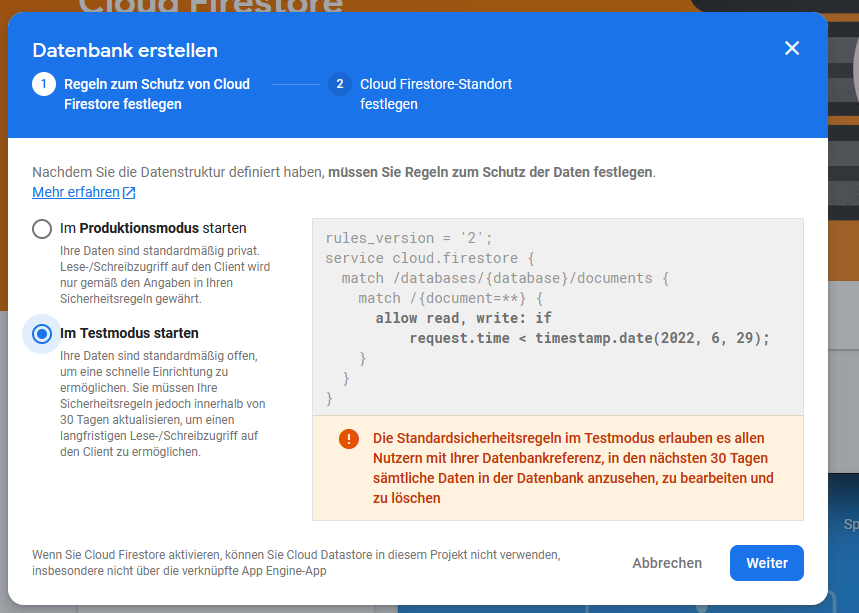 Cloud Firestore
Datenbank erstellen
1 Regeln zum Schutz von Cloud
Firestore festlegen
2 Cloud Firestore-Standort
festlegen
Nachdem Sie die Datenstruktur definiert haben, müssen Sie Regeln zum Schutz der Daten festlegen.
Mehr erfahren
Im Produktionsmodus starten
Ihre Daten sind standardmäßig privat.
Lese-/Schreibzugriff auf den Client wird
nur gemäß den Angaben in Ihren
Sicherheitsregeln gewährt.
Im Testmodus starten
Ihre Daten sind standardmäßig offen,
um eine schnelle Einrichtung zu
ermöglichen. Sie müssen Ihre
Sicherheitsregeln jedoch innerhalb von
30 Tagen aktualisieren, um einen
langfristigen Lese-/Schreibzugriff auf
den Client zu ermöglichen.
rules_version = '2';
service cloud.firestore {
match /databases/{database}/documents {
match /{document=**} {
allow read, write: if
request.time < timestamp.date(2022, 6, 29);
}
}
}
Die Standardsicherheitsregeln im Testmodus erlauben es allen
Nutzern mit Ihrer Datenbankreferenz, in den nächsten 30 Tagen
sämtliche Daten in der Datenbank anzusehen, zu bearbeiten und
zu löschen
Wenn Sie Cloud Firestore aktivieren, können Sie Cloud Datastore in diesem Projekt nicht verwenden,
insbesondere nicht über die verknüpfte App Engine-App
Abbrechen
Weiter